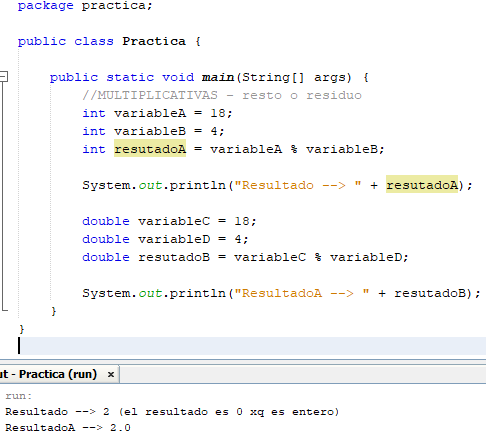 package practica;
public class Practica {
public static void main(String[] args) {
//MULTIPLICATIVAS - resto o residuo
int variableA = 18;
int variableB = 4;
int resutadoA = variableA % variableB;
System.out.println("Resultado --> " + resutadoA);
double variableC = 18;
double variableD = 4;
double resutadoB = variableC % variableD;
System.out.println("ResultadoA --> " + resutadoB);
}
}
ut - Practica (run) ×
run:
Resultado --> 2 (el resultado es 0 xq es entero)
ResutadoA --> 2.0